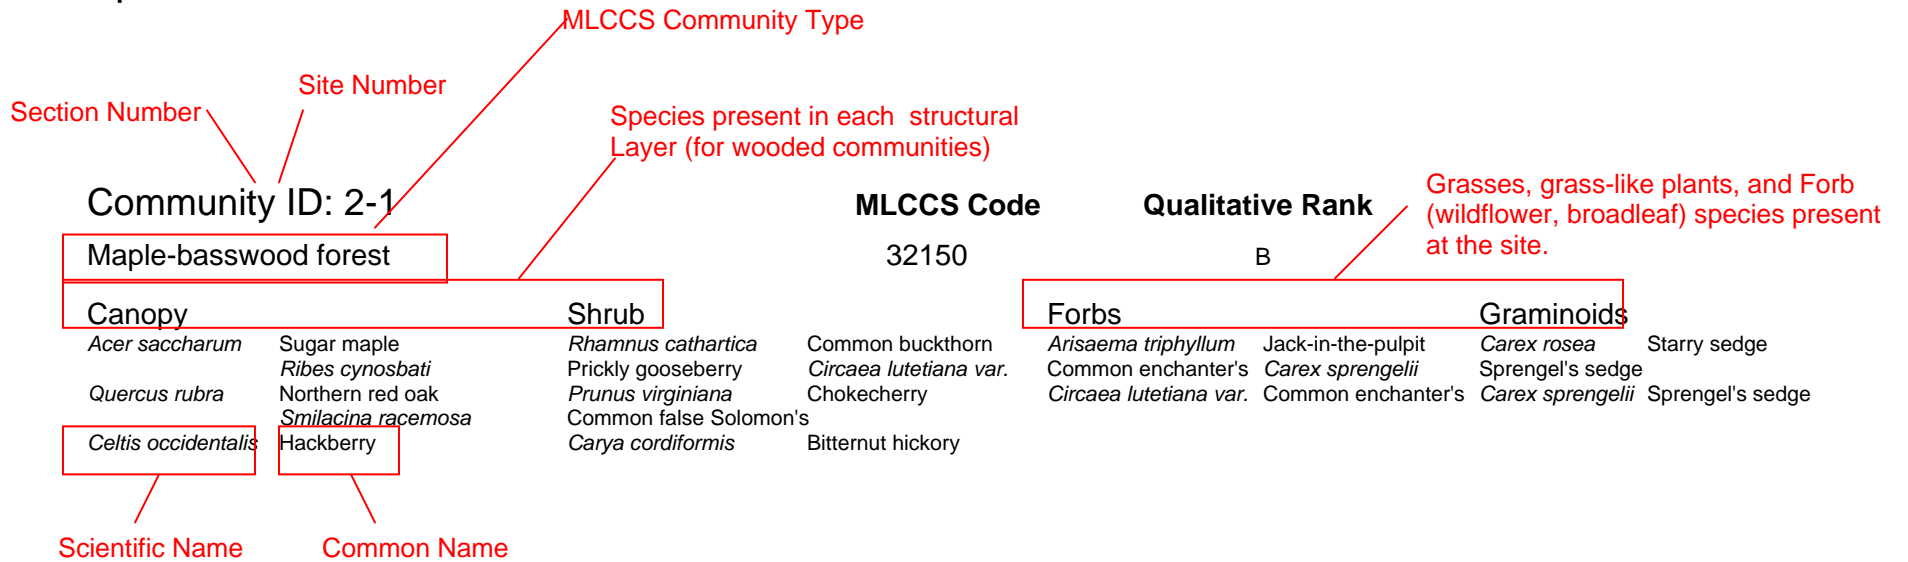 MLCCS Community Type
Site Number
Section Number
Species present in each structural
Layer (for wooded communities)
Grasses, grass-like plants, and Forb
(wildflower, broadleaf) species present
at the site.
Community ID: 2-1 MLCCS Code Qualitative Rank
Maple-basswood forest 32150 B
Canopy Shrub Forbs Graminoids
Acer saccharum Sugar maple Rhamnus cathartica Common buckthorn Arisaema triphyllum Jack-in-the-pulpit Carex rosea Starry sedge
Ribes cynosbati Prickly gooseberry Circaea lutetiana var. Common enchanter's Carex sprengelii Sprengel's sedge
Quercus rubra Northern red oak Prunus virginiana Chokecherry Circaea lutetiana var. Common enchanter's Carex sprengelii Sprengel's sedge
Smilacina racemosa Common false Solomon's
Celtis occidentalis Hackberry Carya cordiformis Bitternut hickory
Scientific Name Common Name